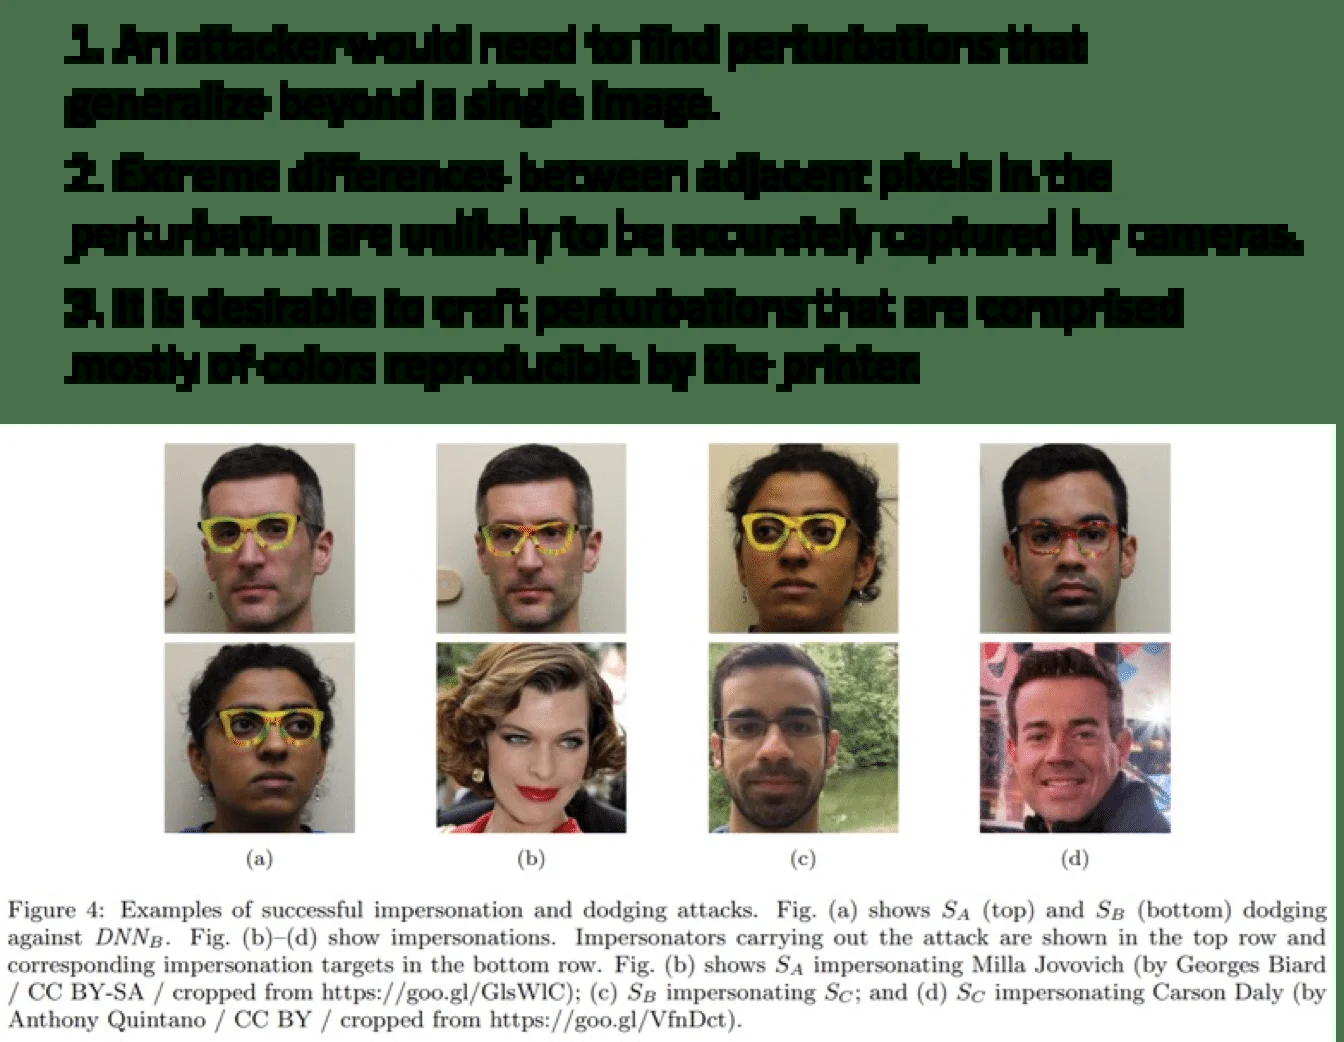 1. An attacker would need to find perturbations that
generalize beyond a single image.
2. Extreme differences between adjacent pixels in the
perturbation are unlikely to be accurately captured by cameras.
3. It is desirable to craft perturbations that are comprised
mostly of colors reproducible by the printer.
(a) (b) (c) (d)
Figure 4: Examples of successful impersonation and dodging attacks. Fig. (a) shows S_A (top) and S_B (bottom) dodging
against DNN_B. Fig. (b)–(d) show impersonations. Impersonators carrying out the attack are shown in the top row and
corresponding impersonation targets in the bottom row. Fig. (b) shows S_A impersonating Milla Jovovich (by Georges Biard
/ CC BY-SA / cropped from https://goo.gl/GlsWlC); (c) S_B impersonating S_C; and (d) S_C impersonating Carson Daly (by
Anthony Quintano / CC BY / cropped from https://goo.gl/VfnDct).